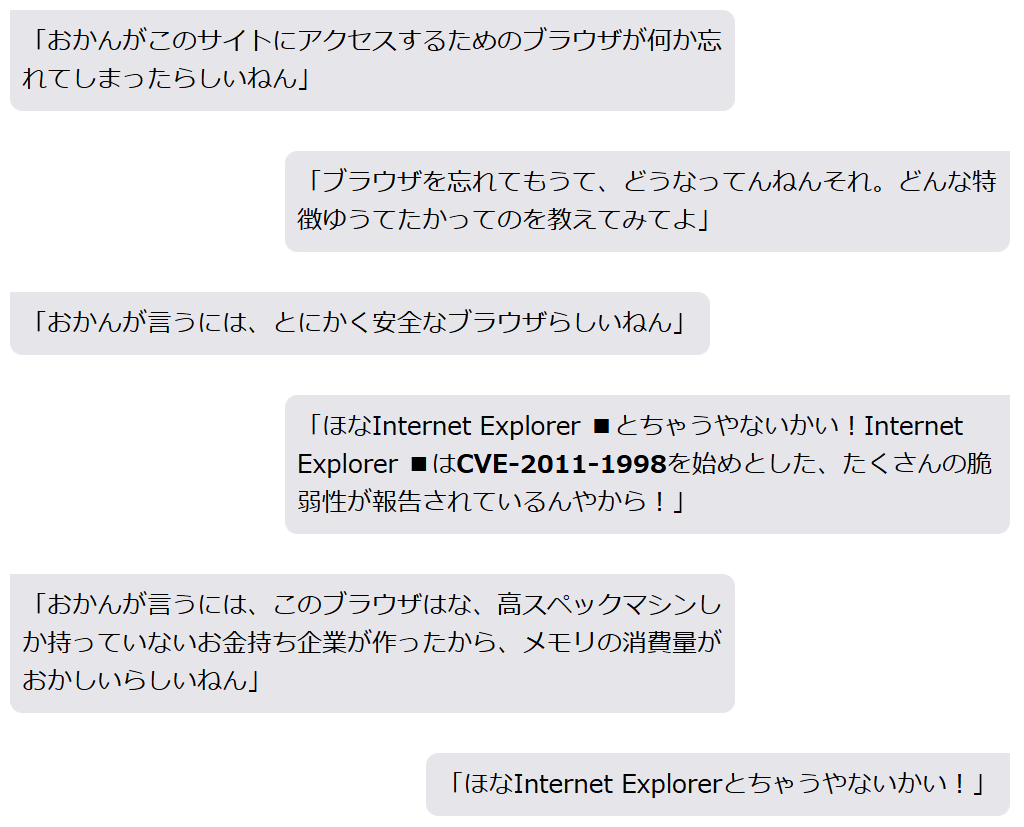 「おかんがこのサイトにアクセスするためのブラウザが何か忘
れてしまったらしいねん」
「ブラウザを忘れてもうて、どうなってんねんそれ。どんな特
徴ゆうてたかってのを教えてみてよ」
「おかんが言うには、とにかく安全なブラウザらしいねん」
「ほなInternet Explorer ■とちゃうやないかい！Internet
Explorer ■はCVE-2011-1998を始めとした、たくさんの脆
弱性が報告されているんやから！」
「おかんが言うには、このブラウザはな、高スペックマシンし
か持っていないお金持ち企業が作ったから、メモリの消費量が
おかしいらしいねん」
「ほなInternet Explorerとちゃうやないかい！」